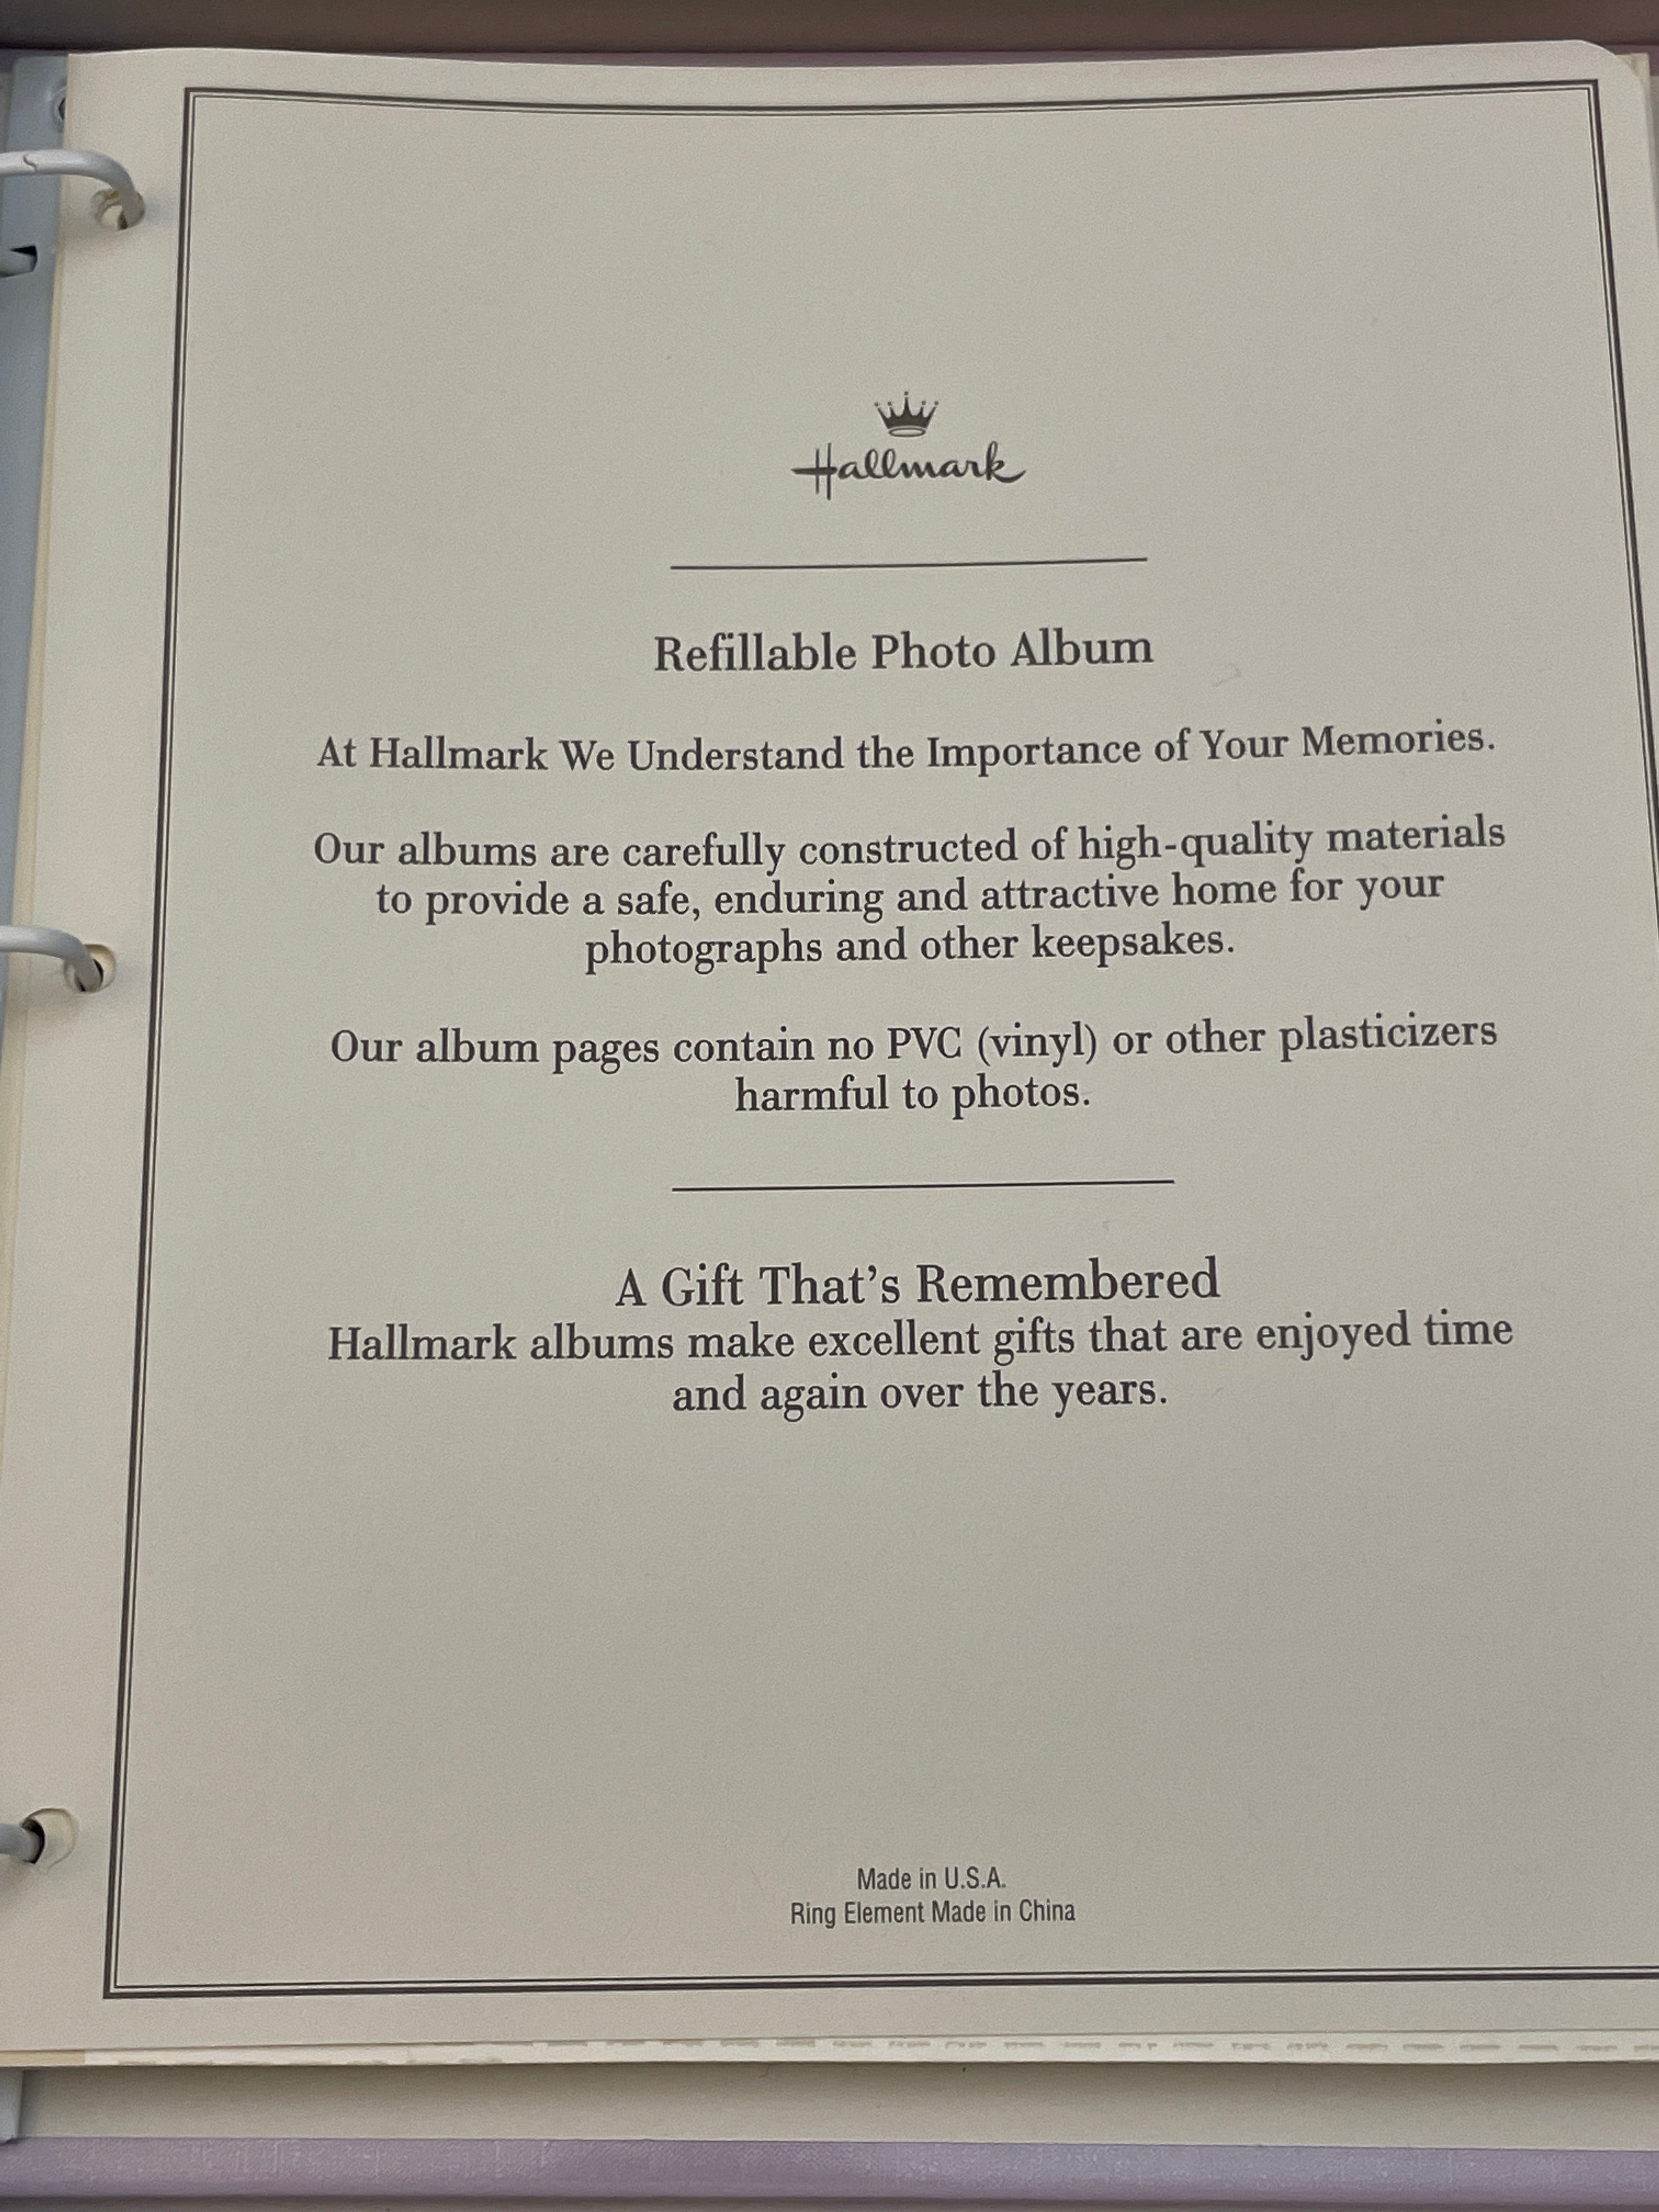 Hallmark
Refillable Photo Album
At Hallmark We Understand the Importance of Your Memories.
Our albums are carefully constructed of high-quality materials
to provide a safe, enduring and attractive home for your
photographs and other keepsakes.
Our album pages contain no PVC (vinyl) or other plasticizers
harmful to photos.
A Gift That's Remembered
Hallmark albums make excellent gifts that are enjoyed time
and again over the years.
Made in U.S.A.
Ring Element Made in China